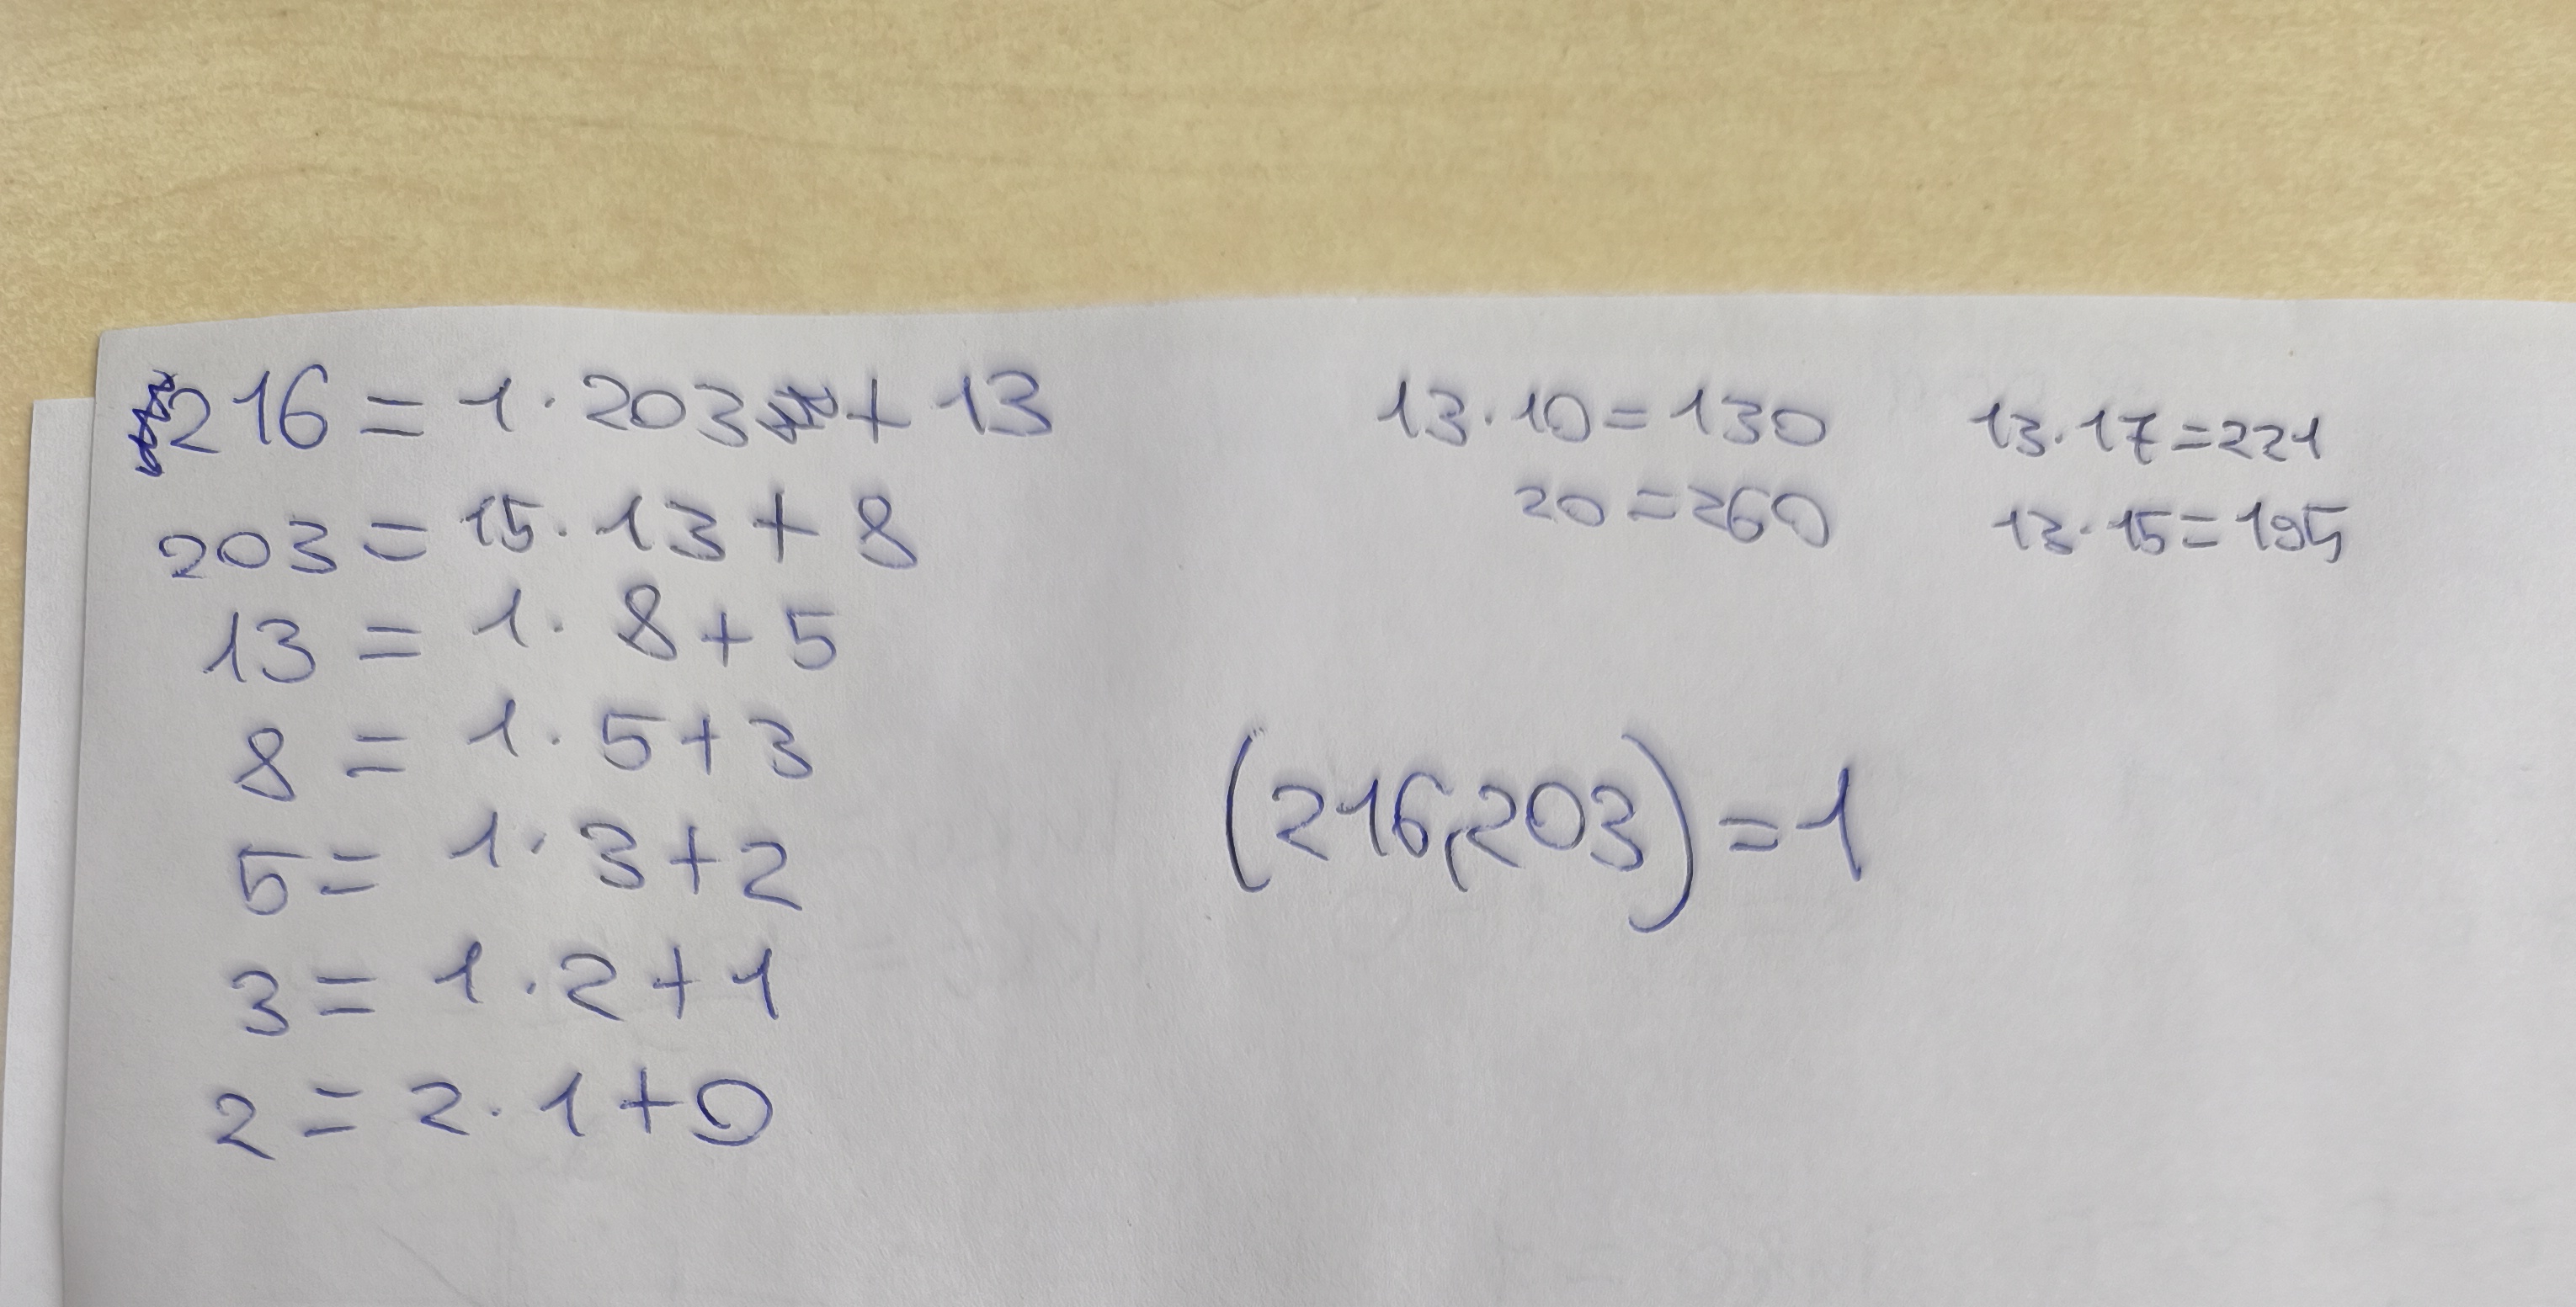 216 = 1 · 203 + 13
203 = 15 · 13 + 8
13 = 1 · 8 + 5
8 = 1 · 5 + 3
5 = 1 · 3 + 2
3 = 1 · 2 + 1
2 = 2 · 1 + 0
13 · 10 = 130
20 = 260
13 · 17 = 221
13 · 15 = 195
(216,203) = 1